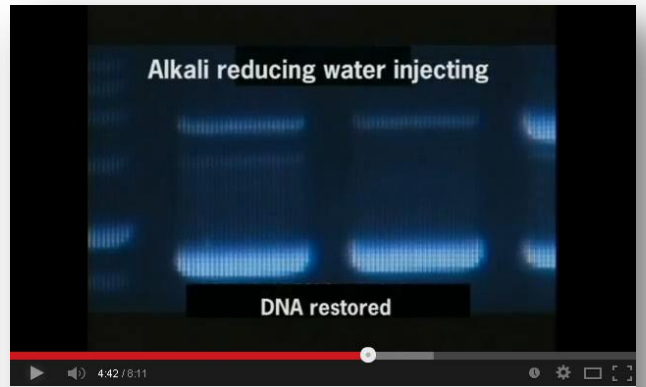 Alkali reducing water injecting
DNA restored
4:42 / 8:11